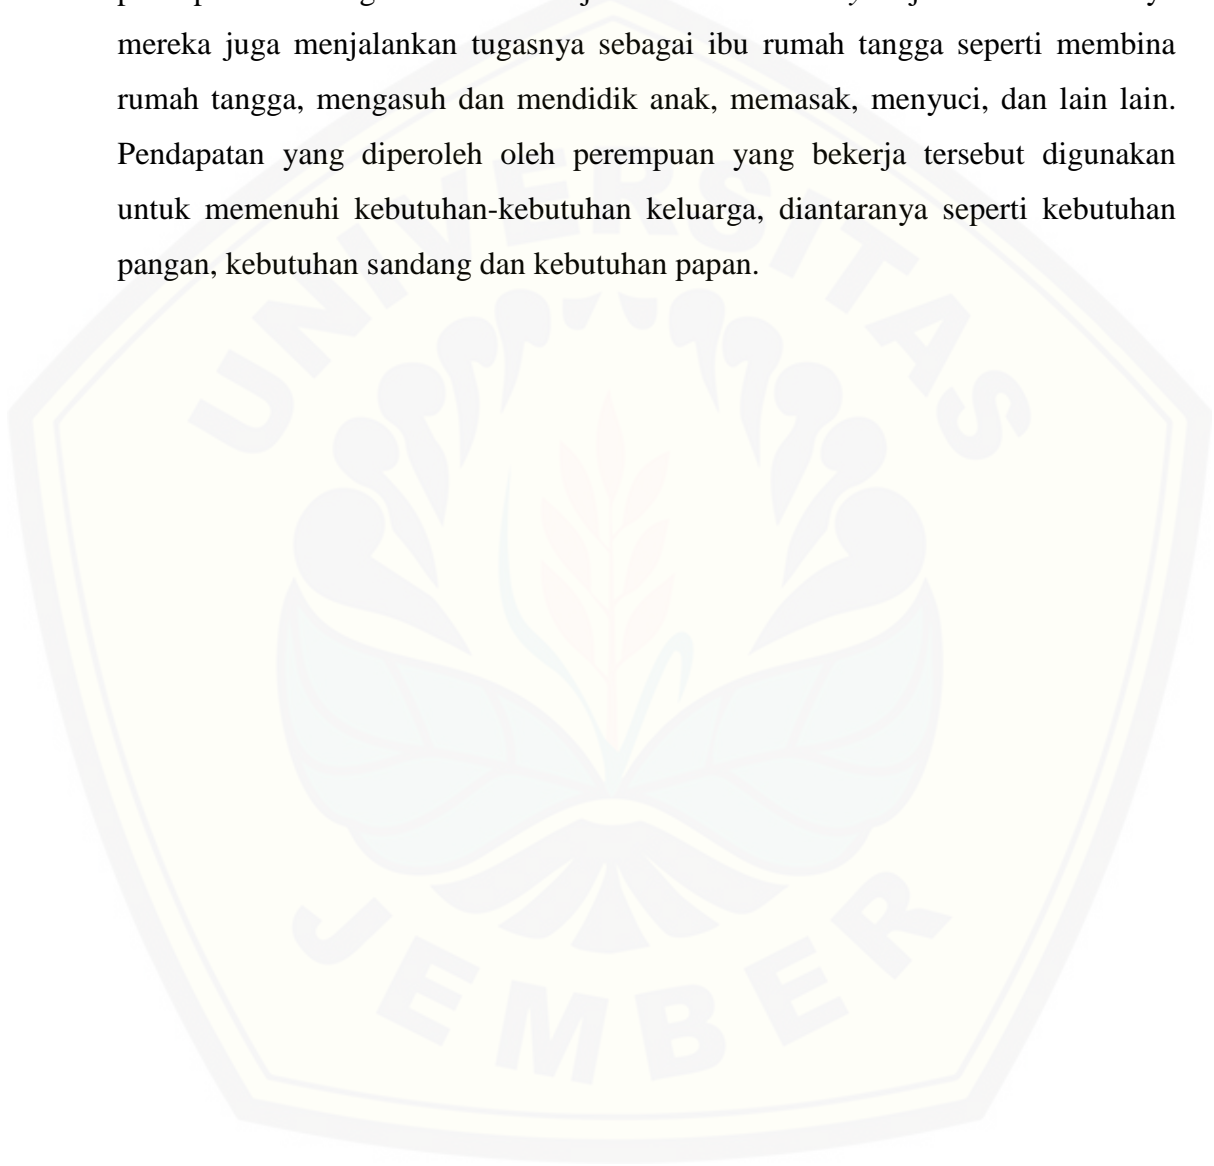 mereka juga menjalankan tugasnya sebagai ibu rumah tangga seperti membina
rumah tangga, mengasuh dan mendidik anak, memasak, menyuci, dan lain lain.
Pendapatan yang diperoleh oleh perempuan yang bekerja tersebut digunakan
untuk memenuhi kebutuhan-kebutuhan keluarga, diantaranya seperti kebutuhan
pangan, kebutuhan sandang dan kebutuhan papan.
UNIVERSITAS
JEMBER